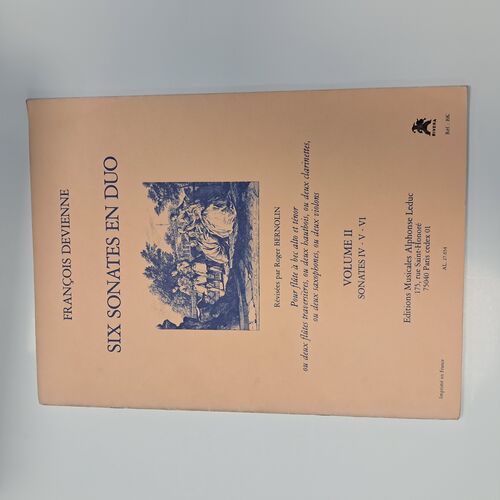 FRANÇOIS DEVIENNE
SIX SONATES EN DUO
Révisées par Roger BERNOLIN
Pour flûte à bec alto et ténor
ou deux flûtes traversières, ou deux hautbois, ou deux clarinettes,
ou deux saxophones, ou deux violons
VOLUME II
SONATES IV - V - VI
Editions Musicales Alphonse Leduc
175, rue Saint-Honoré
75040 Paris cedex 01
AL. 27 034
Imprimé en France
Réf. : HK